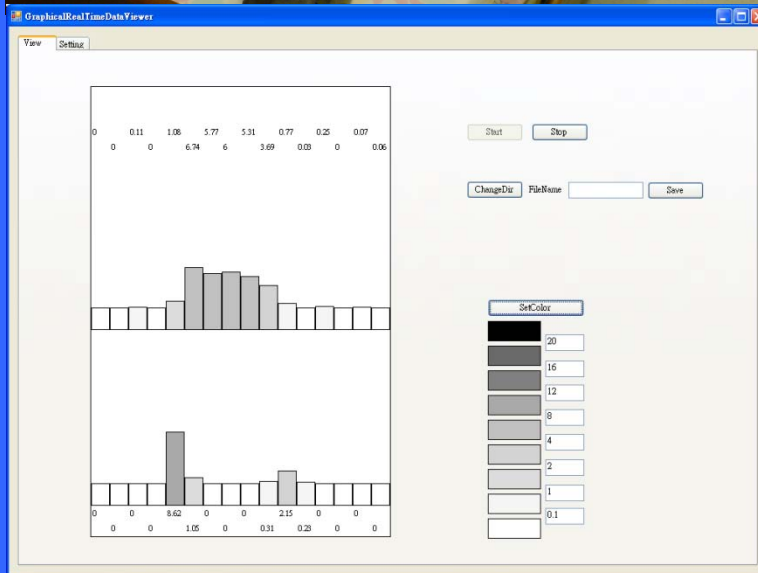 GraphicalRealTimeDataViewer
View Setting
0 0.11 1.08 5.77 5.31 0.77 0.25 0.07
0 0 6.74 6 3.69 0.03 0 0.06
Start Stop
ChangeDir FileName Save
SetColor
20
16
12
8
4
2
1
0.1
0 0 8.62 0 0 2.15 0 0
0 0 1.05 0 0.31 0.23 0 0